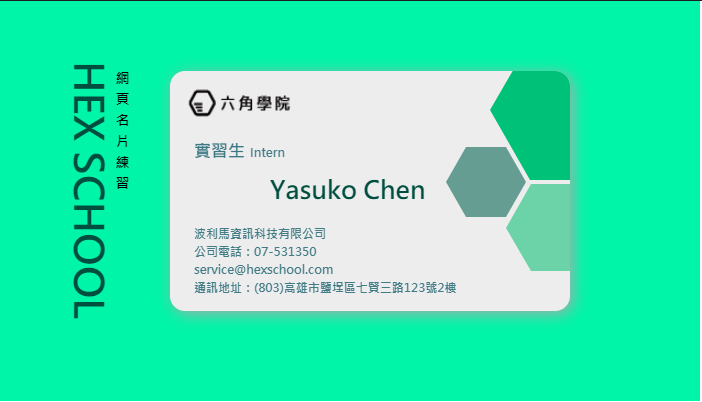 HEX SCHOOL
網頁名片練習
六角學院
實習生 Intern
Yasuko Chen
波利馬資訊科技有限公司
公司電話：07-531350
service@hexschool.com
通訊地址：(803)高雄市鹽埕區七賢三路123號2樓